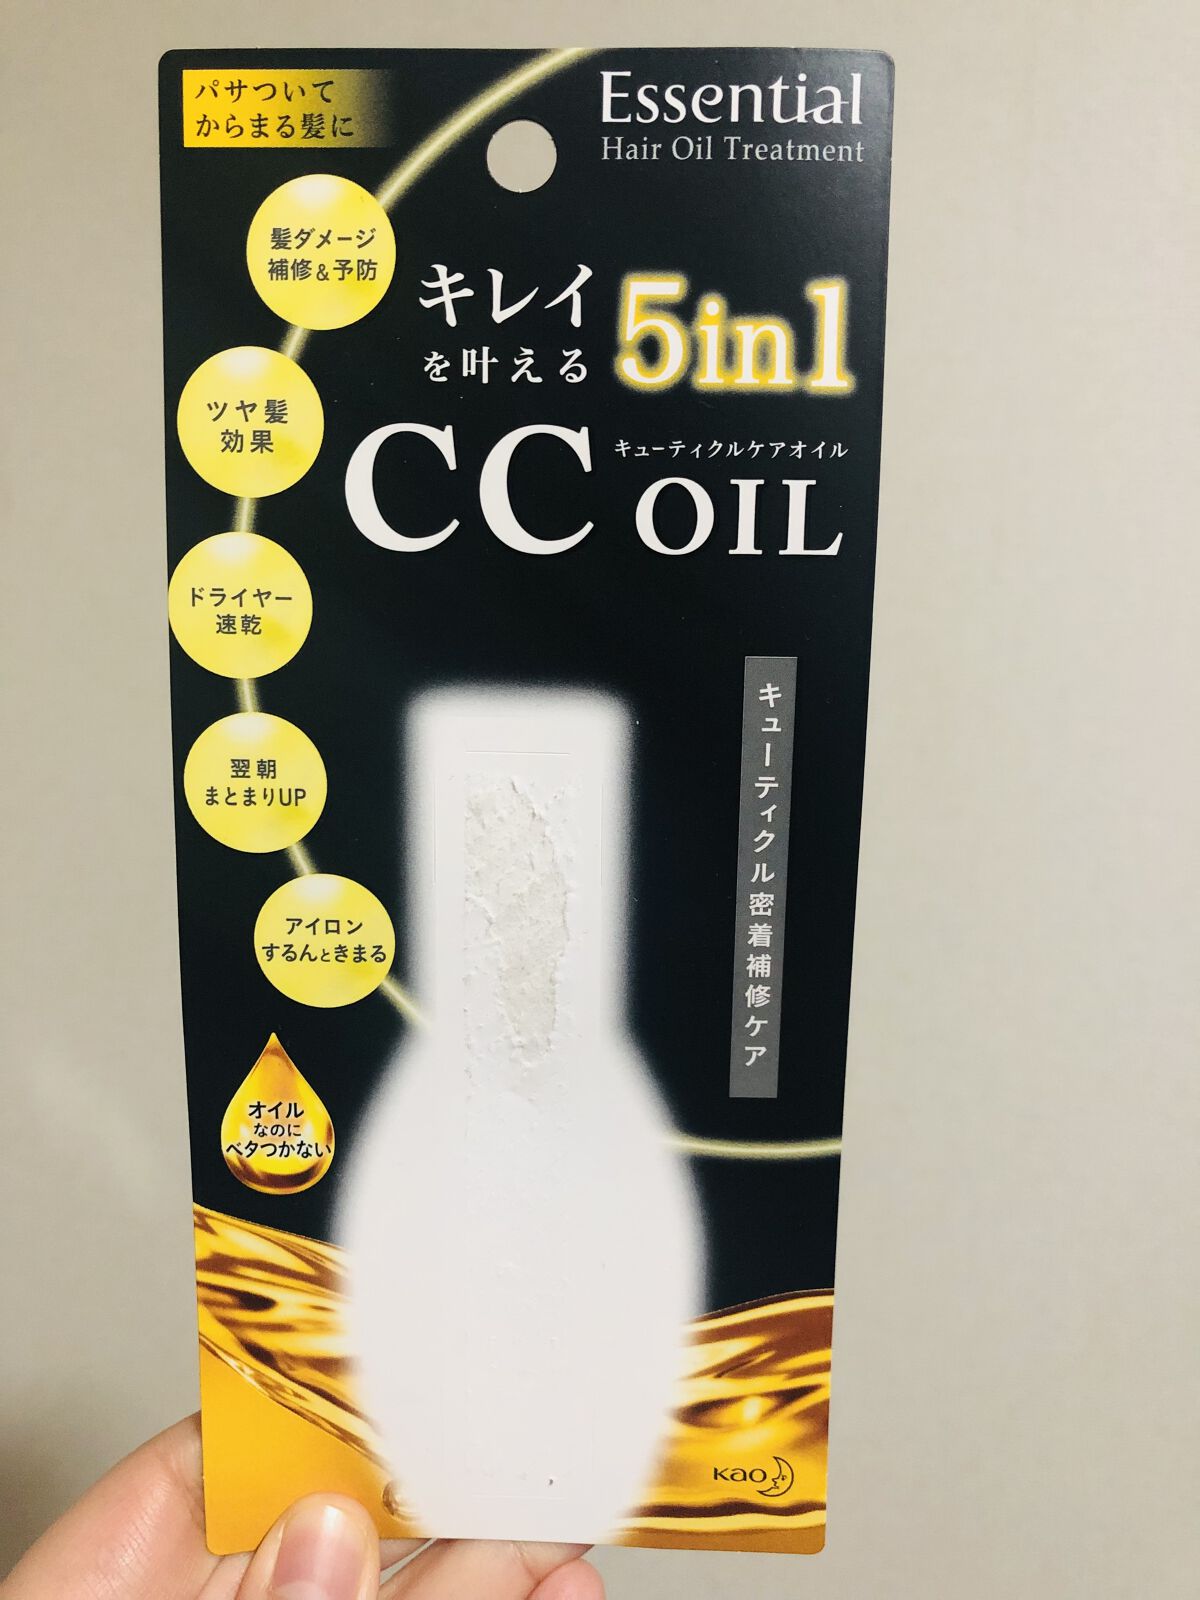 パサついて
からまる髪に
Essential
Hair Oil Treatment
髪ダメージ
補修&予防
ツヤ髪
効果
ドライヤー
速乾
翌朝
まとまりUP
アイロン
するんときまる
キレイ
を叶える
5in1
キューティクルケアオイル
CC OIL
キューティクル密着補修ケア
オイル
なのに
ベタつかない
Kao